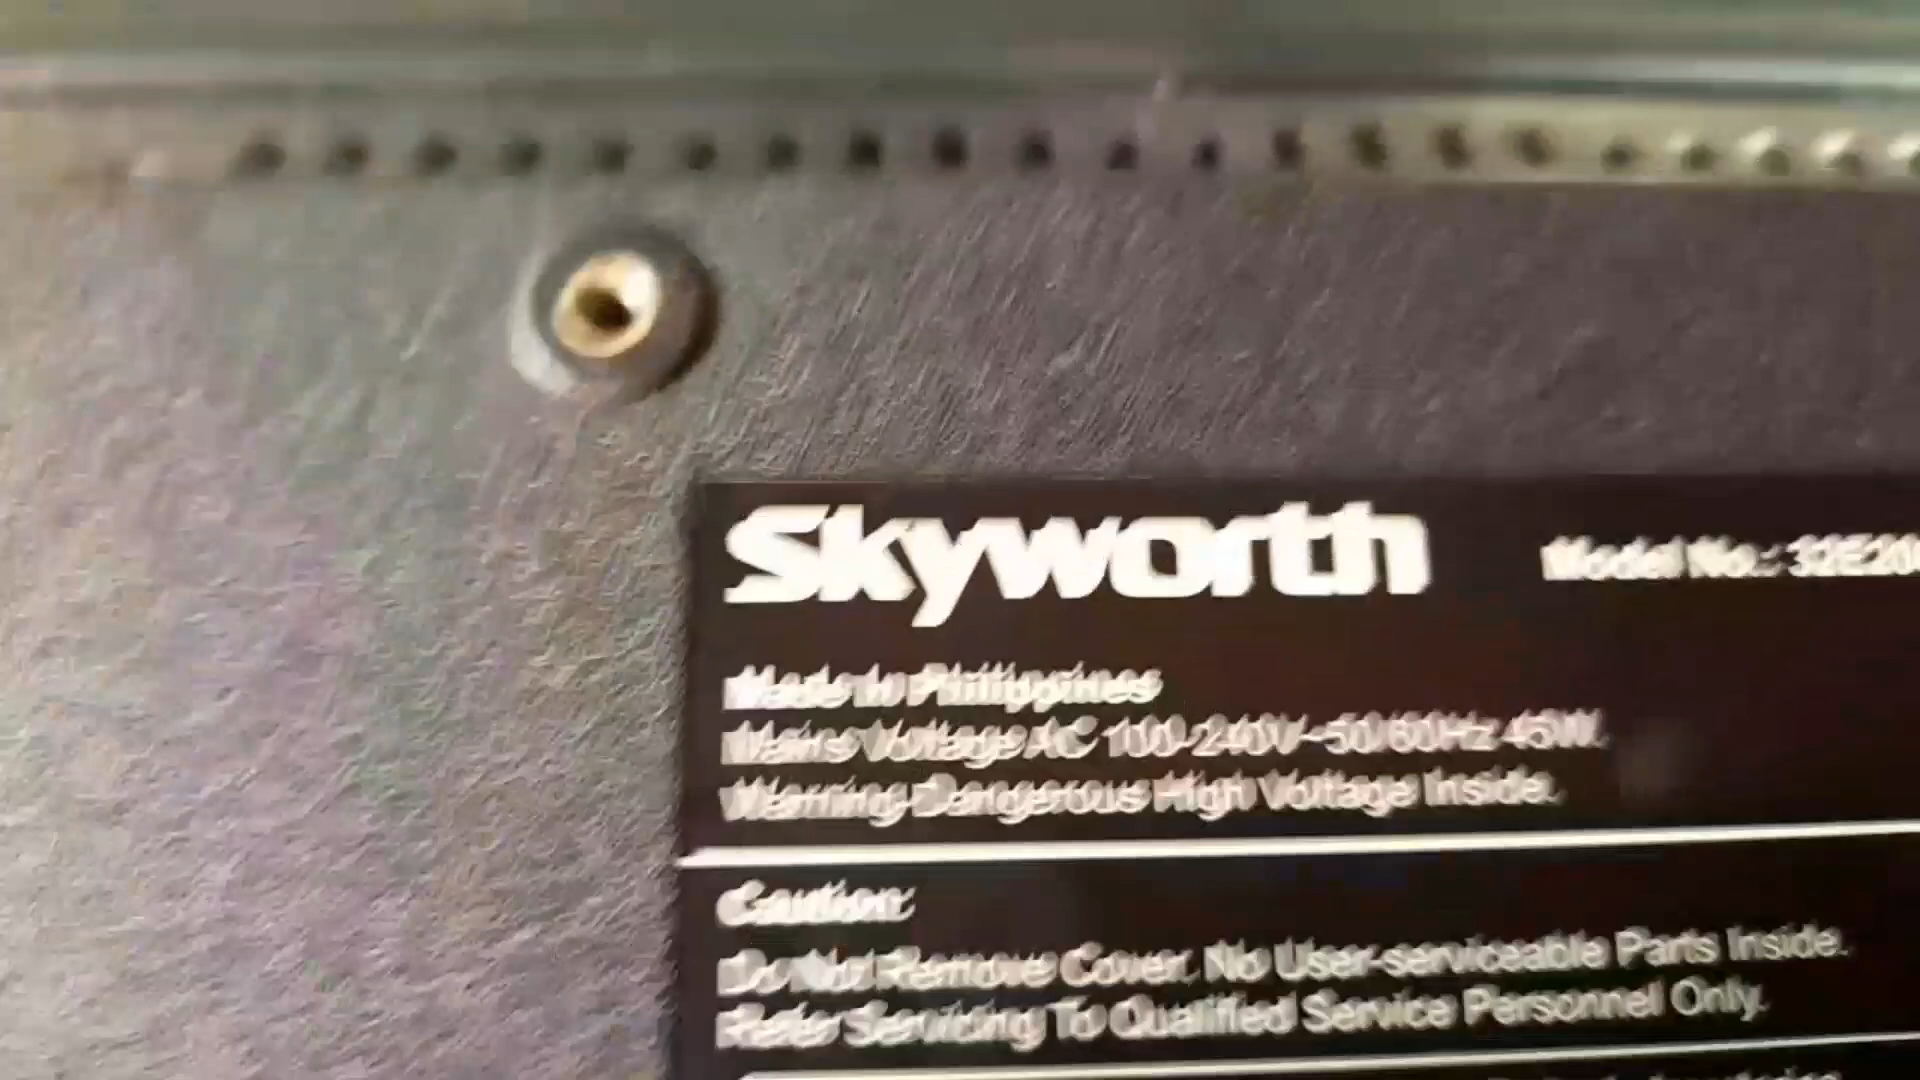 Skyworth
Model No.: 32E20
Made in Philippines
Mains Voltage AC 100-240V~50/60Hz 45W.
Warning-Dangerous High Voltage Inside.
Caution:
Do Not Remove Cover. No User-serviceable Parts Inside.
Refer Servicing To Qualified Service Personnel Only.